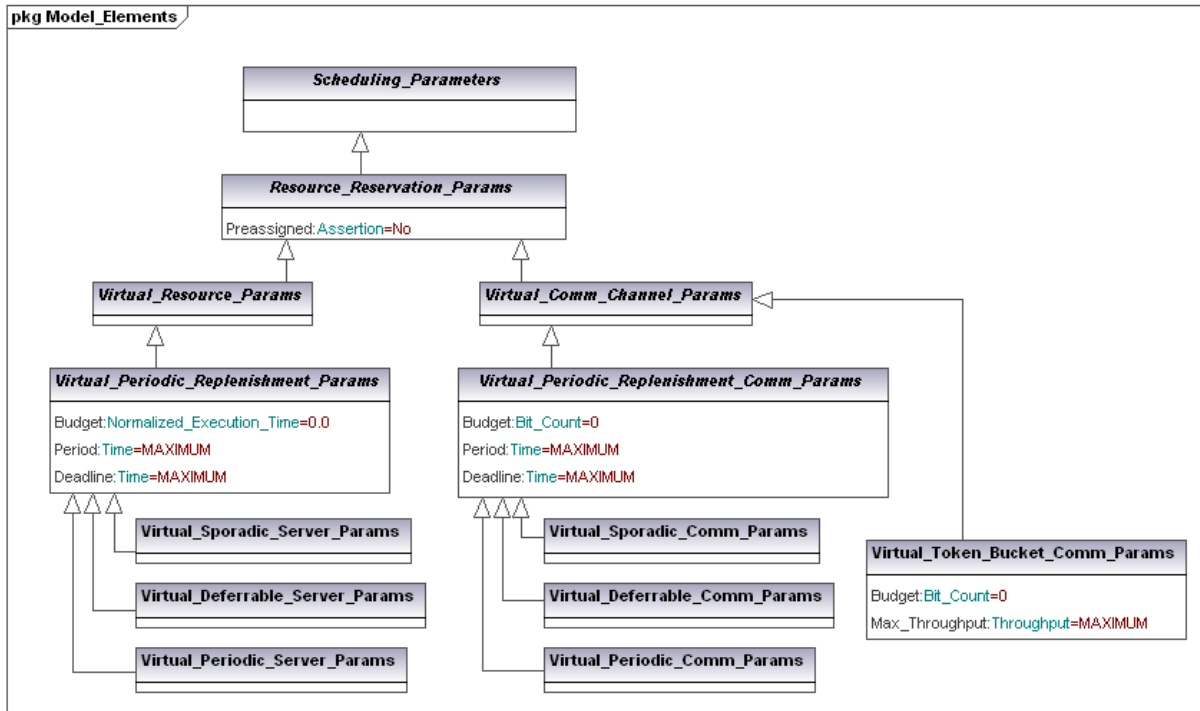 pkg Model_Elements
Scheduling_Parameters
Resource_Reservation_Params
Preassigned:Assertion=No
Virtual_Resource_Params
Virtual_Comm_Channel_Params
Virtual_Periodic_Replenishment_Params
Budget:Normalized_Execution_Time=0.0
Period:Time=MAXIMUM
Deadline:Time=MAXIMUM
Virtual_Periodic_Replenishment_Comm_Params
Budget:Bit_Count=0
Period:Time=MAXIMUM
Deadline:Time=MAXIMUM
Virtual_Sporadic_Server_Params
Virtual_Deferrable_Server_Params
Virtual_Periodic_Server_Params
Virtual_Sporadic_Comm_Params
Virtual_Deferrable_Comm_Params
Virtual_Periodic_Comm_Params
Virtual_Token_Bucket_Comm_Params
Budget:Bit_Count=0
Max_Throughput:Throughput=MAXIMUM